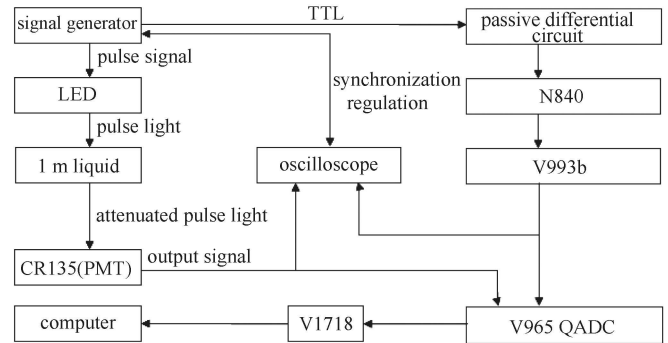 TTL
signal generator
passive differential
circuit
pulse signal
synchronization
regulation
LED
N840
pulse light
1 m liquid
oscilloscope
V993b
attenuated pulse light
output signal
CR135(PMT)
computer
V1718
V965 QADC